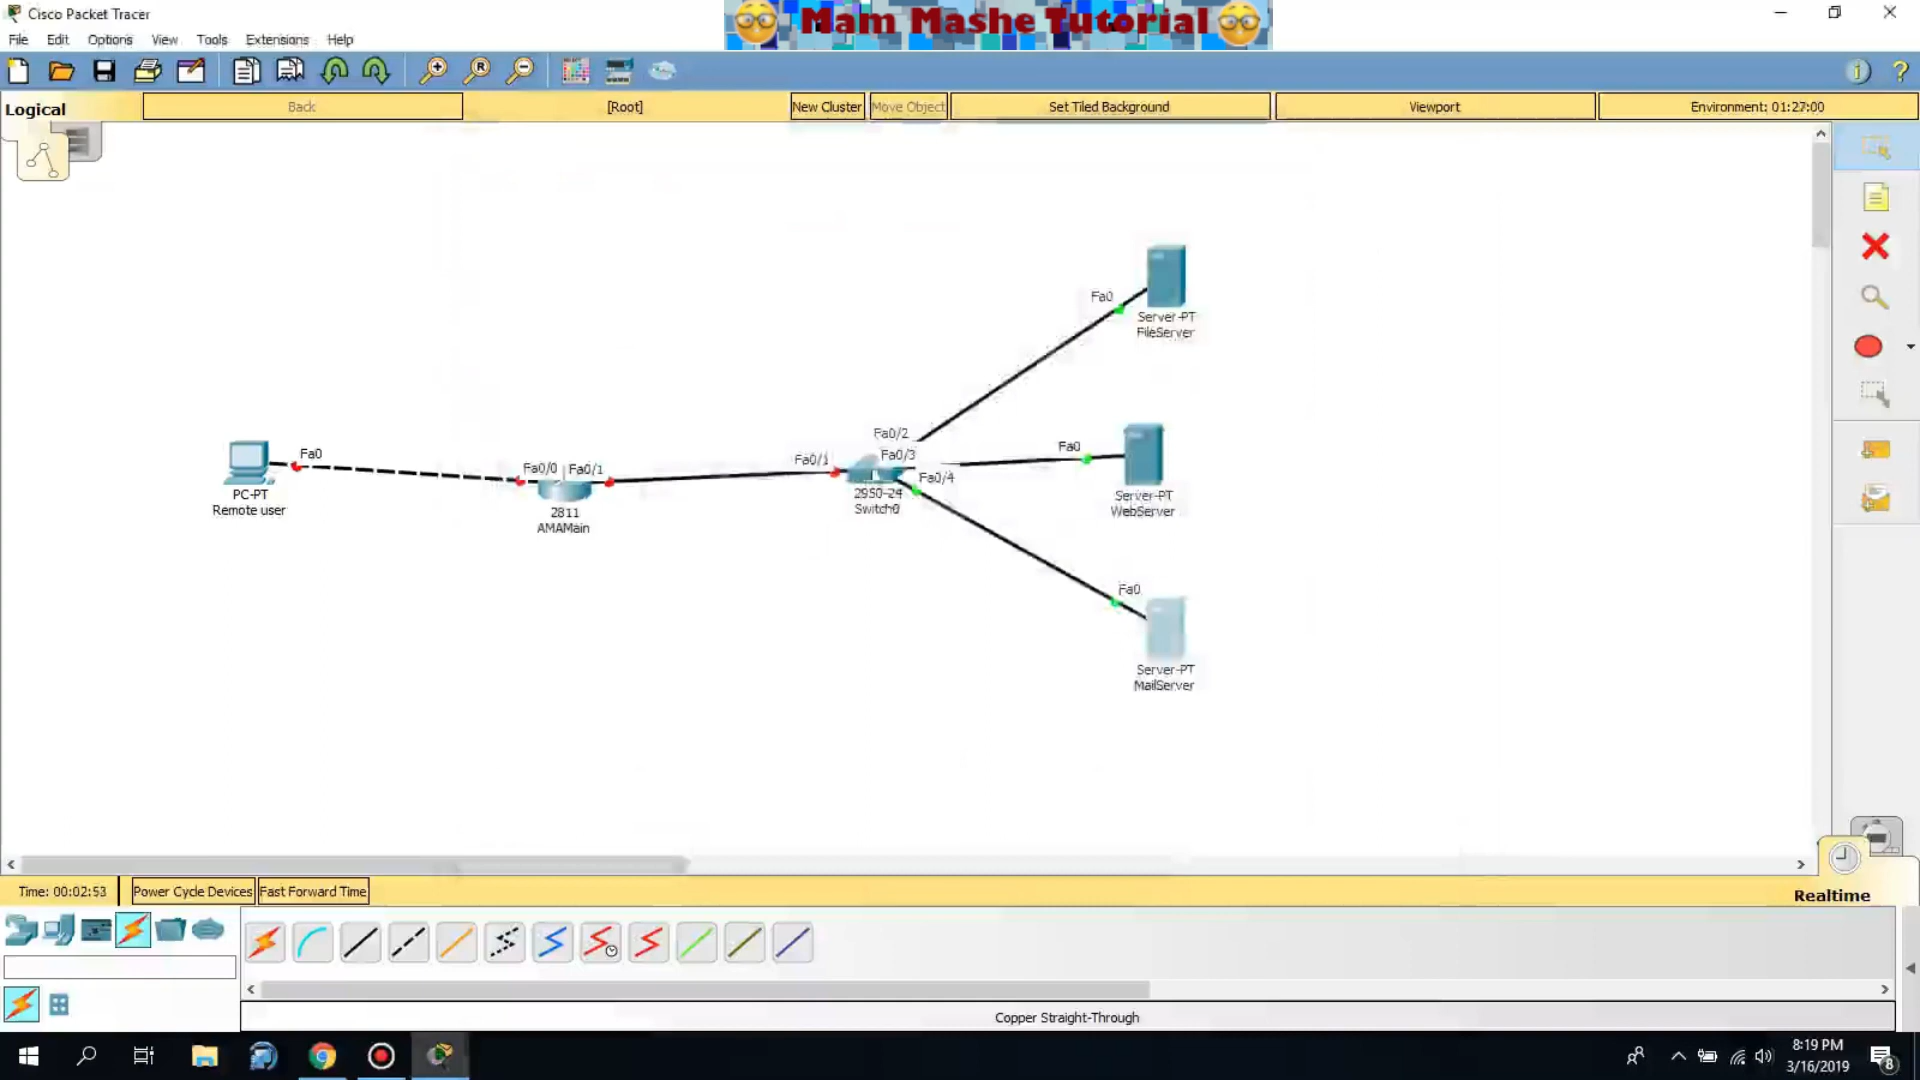 Cisco Packet Tracer
Mam Mashe Tutorial
File Edit Options View Tools Extensions Help
Logical
Back
[Root]
New Cluster
Move Object
Set Tiled Background
Viewport
Environment: 01:27:00
Fa0
Server-PT
FileServer
Fa0/2
Fa0
Fa0/3
Fa0
Fa0/1
Fa0/0
Fa0/1
Fa0/4
PC-PT
Remote user
2811
AMAMain
2950-24
Switch0
Server-PT
WebServer
Fa0
Server-PT
MailServer
Time: 00:02:53
Power Cycle Devices
Fast Forward Time
Realtime
Copper Straight-Through
8:19 PM
3/16/2019
8